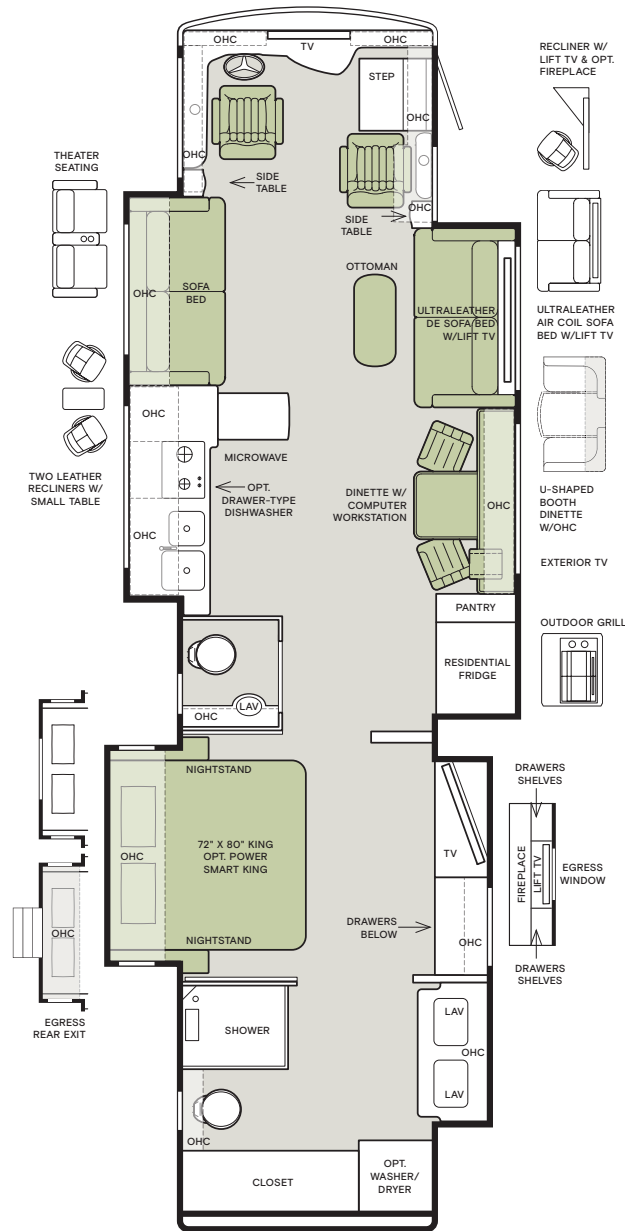 OHC
TV
OHC
STEP
OHC
OHC
RECLINER W/
LIFT TV & OPT.
FIREPLACE
THEATER
SEATING
SIDE
TABLE
SIDE
TABLE
OHC
OTTOMAN
OHC
SOFA
BED
ULTRALEATHER
DE SOFA/BED
W/LIFT TV
ULTRALEATHER
AIR COIL SOFA
BED W/LIFT TV
OHC
MICROWAVE
TWO LEATHER
RECLINERS W/
SMALL TABLE
OPT.
DRAWER-TYPE
DISHWASHER
DINETTE W/
COMPUTER
WORKSTATION
OHC
U-SHAPED
BOOTH
DINETTE
W/OHC
OHC
EXTERIOR TV
PANTRY
OUTDOOR GRILL
RESIDENTIAL
FRIDGE
LAV
OHC
NIGHTSTAND
DRAWERS
SHELVES
72" X 80" KING
OPT. POWER
SMART KING
OHC
TV
FIREPLACE
LIFT TV
EGRESS
WINDOW
OHC
NIGHTSTAND
DRAWERS
BELOW
OHC
DRAWERS
SHELVES
EGRESS
REAR EXIT
SHOWER
LAV
OHC
LAV
OHC
CLOSET
OPT.
WASHER/
DRYER